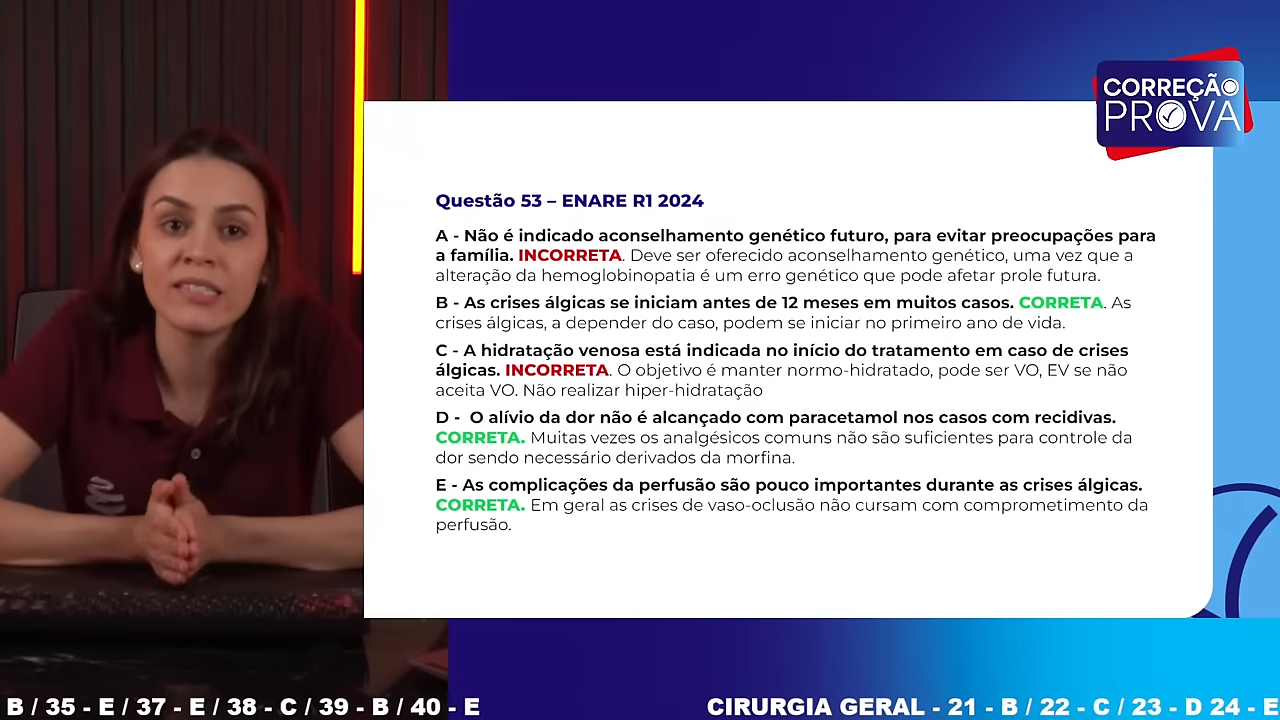 CORREÇÃO
PROVA
Questão 53 – ENARE R1 2024
A - Não é indicado aconselhamento genético futuro, para evitar preocupações para
a família. INCORRETA. Deve ser oferecido aconselhamento genético, uma vez que a
alteração da hemoglobinopatia é um erro genético que pode afetar prole futura.
B - As crises álgicas se iniciam antes de 12 meses em muitos casos. CORRETA. As
crises álgicas, a depender do caso, podem se iniciar no primeiro ano de vida.
C - A hidratação venosa está indicada no início do tratamento em caso de crises
álgicas. INCORRETA. O objetivo é manter normo-hidratado, pode ser VO, EV se não
aceita VO. Não realizar hiper-hidratação
D - O alívio da dor não é alcançado com paracetamol nos casos com recidivas.
CORRETA. Muitas vezes os analgésicos comuns não são suficientes para controle da
dor sendo necessário derivados da morfina.
E - As complicações da perfusão são pouco importantes durante as crises álgicas.
CORRETA. Em geral as crises de vaso-oclusão não cursam com comprometimento da
perfusão.
B / 35 - E / 37 - E / 38 - C / 39 - B / 40 - E CIRURGIA GERAL - 21 - B / 22 - C / 23 - D 24 - E